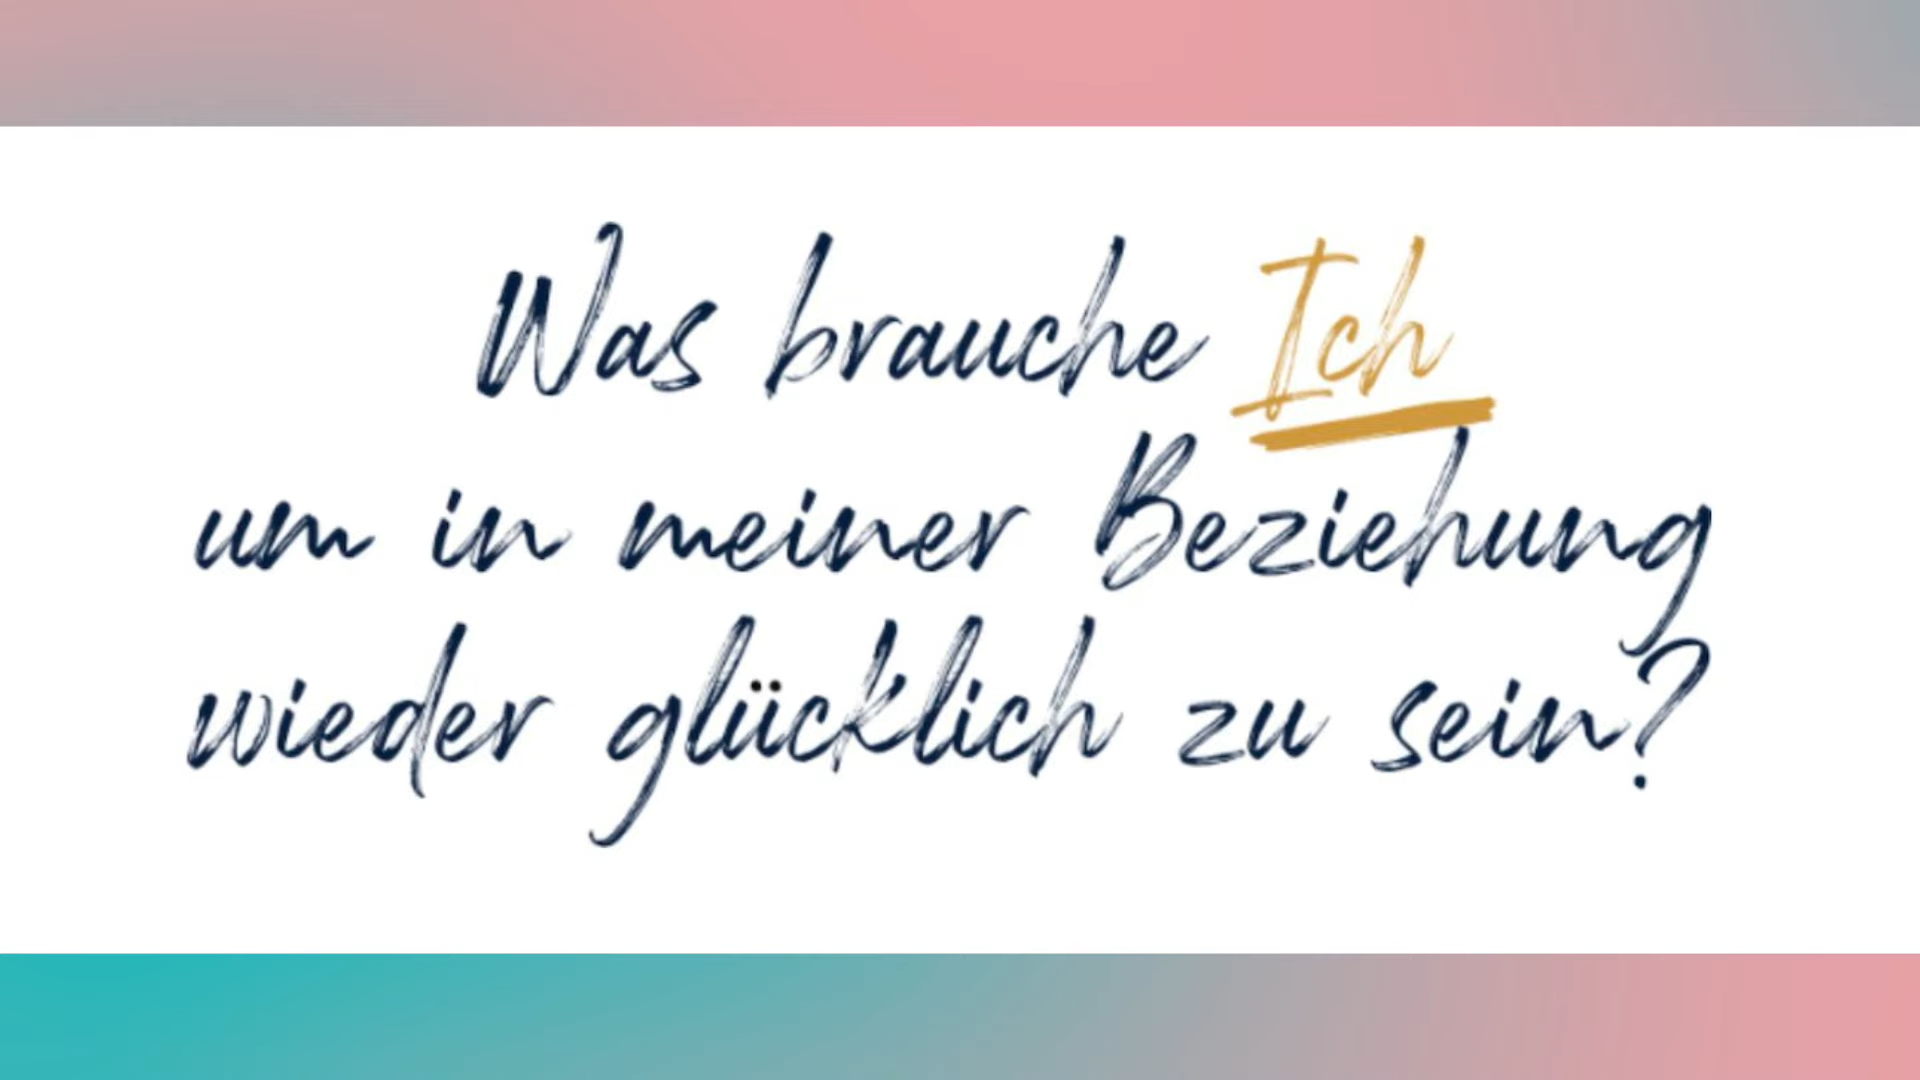 Was brauche Ich
um in meiner Beziehung
wieder glücklich zu sein?